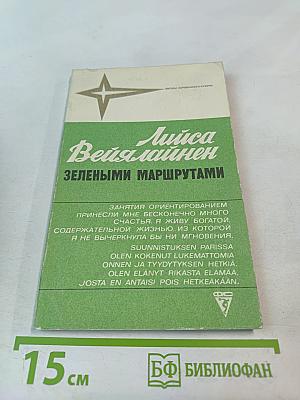 Лийса
Вейялайнен
ЗЕЛЕНЫМИ МАРШРУТАМИ
ЗАНЯТИЯ ОРИЕНТИРОВАНИЕМ
ПРИНЕСЛИ МНЕ БЕСКОНЕЧНО МНОГО
СЧАСТЬЯ. Я ЖИВУ БОГАТОЙ,
СОДЕРЖАТЕЛЬНОЙ ЖИЗНЬЮ, ИЗ КОТОРОЙ
Я НЕ ВЫЧЕРКНУЛА БЫ НИ МГНОВЕНИЯ.
SUUNNISTUKSEN PARISSA
OLEN KOKENUT LUKEMATTOMIA
ONNEN JA TYYDYTYKSEN HETKIÄ.
OLEN ELÄNYT RIKASTA ELÄMÄÄ,
JOSTA EN ANTAISI POIS HETKEÄKÄÄN.
ФиС
15 см
БФ БИБЛИОФАН